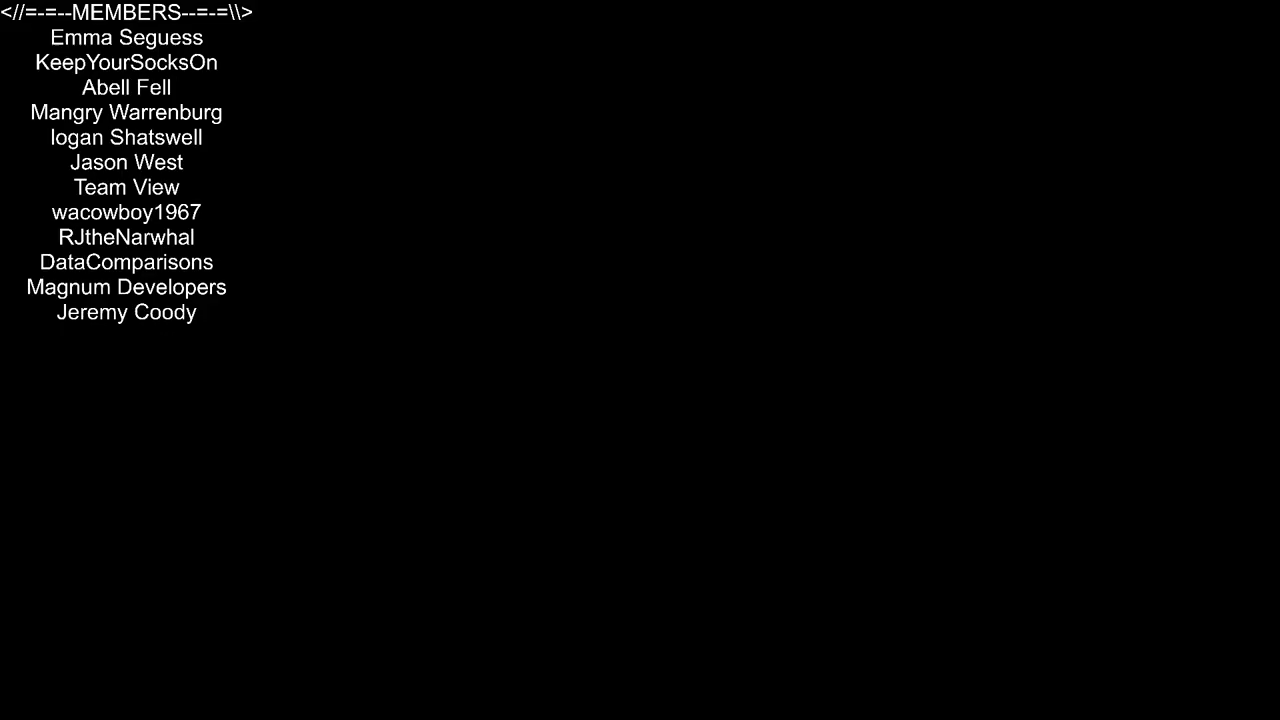 <//=-=--MEMBERS--=-=\\>
Emma Seguess
KeepYourSocksOn
Abell Fell
Mangry Warrenburg
logan Shatswell
Jason West
Team View
wacowboy1967
RJtheNarwhal
DataComparisons
Magnum Developers
Jeremy Coody